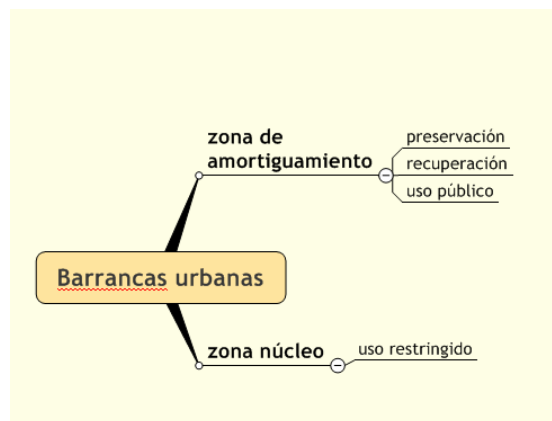 zona de
amortiguamiento
preservación
recuperación
uso público
Barrancas urbanas
zona núcleo
uso restringido